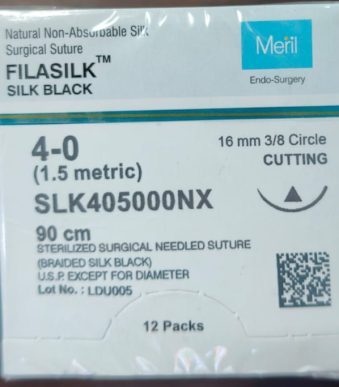 Natural Non-Absorbable Silk
Surgical Suture
FILASILK™
SILK BLACK
Meril
Endo-Surgery
4-0
(1.5 metric)
16 mm 3/8 Circle
CUTTING
SLK405000NX
90 cm
STERILIZED SURGICAL NEEDLED SUTURE
(BRAIDED SILK BLACK)
U.S.P. EXCEPT FOR DIAMETER
Lot No. : LDU005
12 Packs